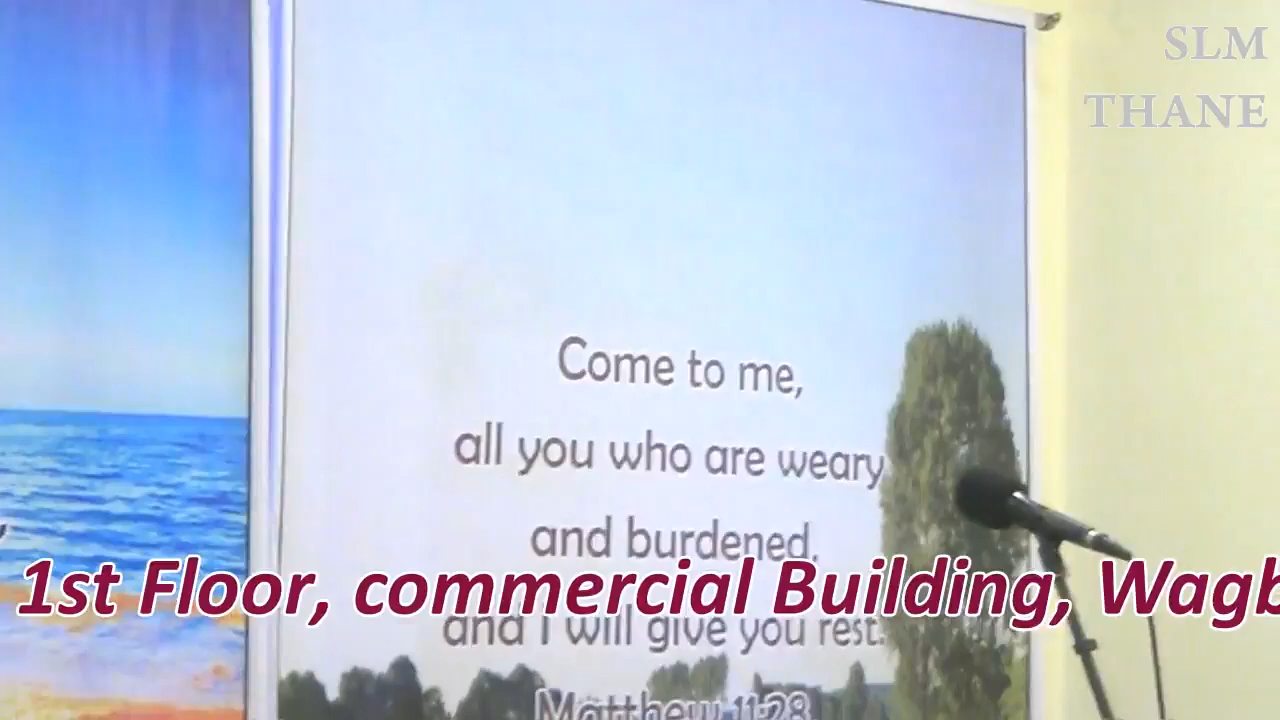 SLM
THANE
Come to me,
all you who are weary
and burdened,
1st Floor, commercial Building, Wagb
and I will give you rest.
Matthew 11:28